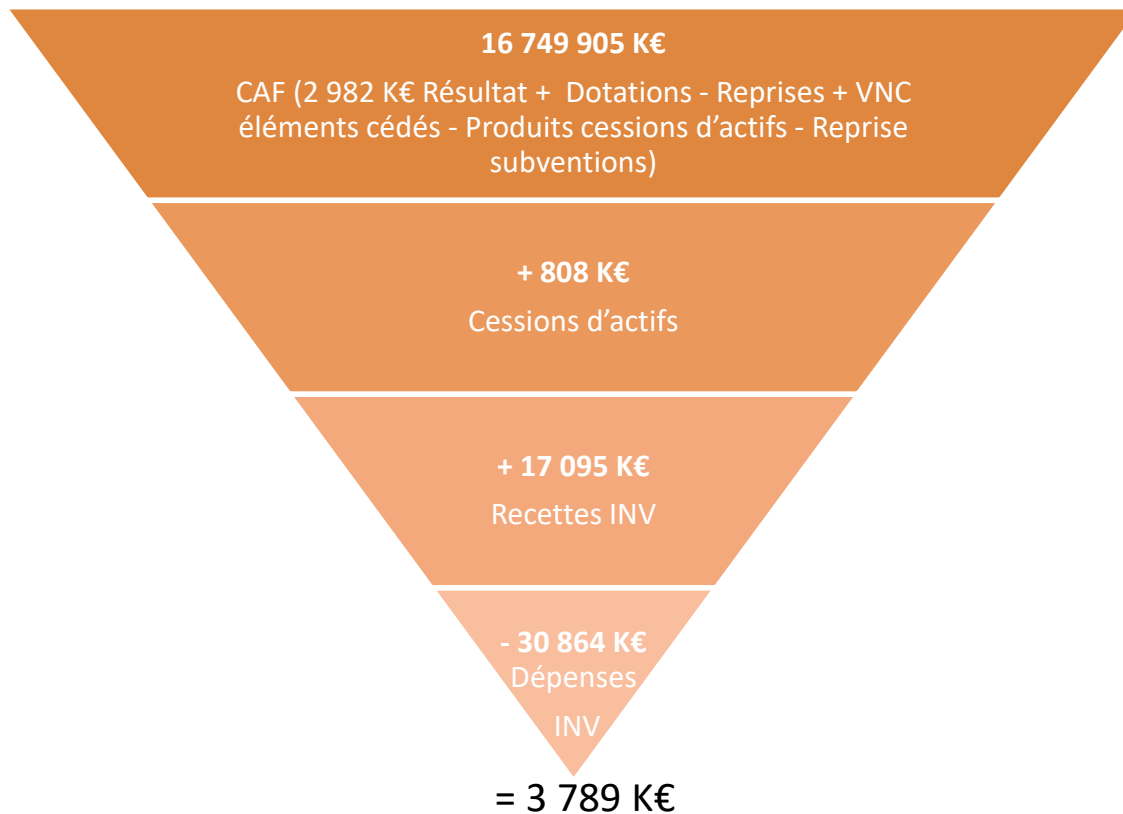 16 749 905 K€
CAF (2 982 K€ Résultat + Dotations - Reprises + VNC
éléments cédés - Produits cessions d’actifs - Reprise
subventions)
+ 808 K€
Cessions d’actifs
+ 17 095 K€
Recettes INV
- 30 864 K€
Dépenses
INV
= 3 789 K€